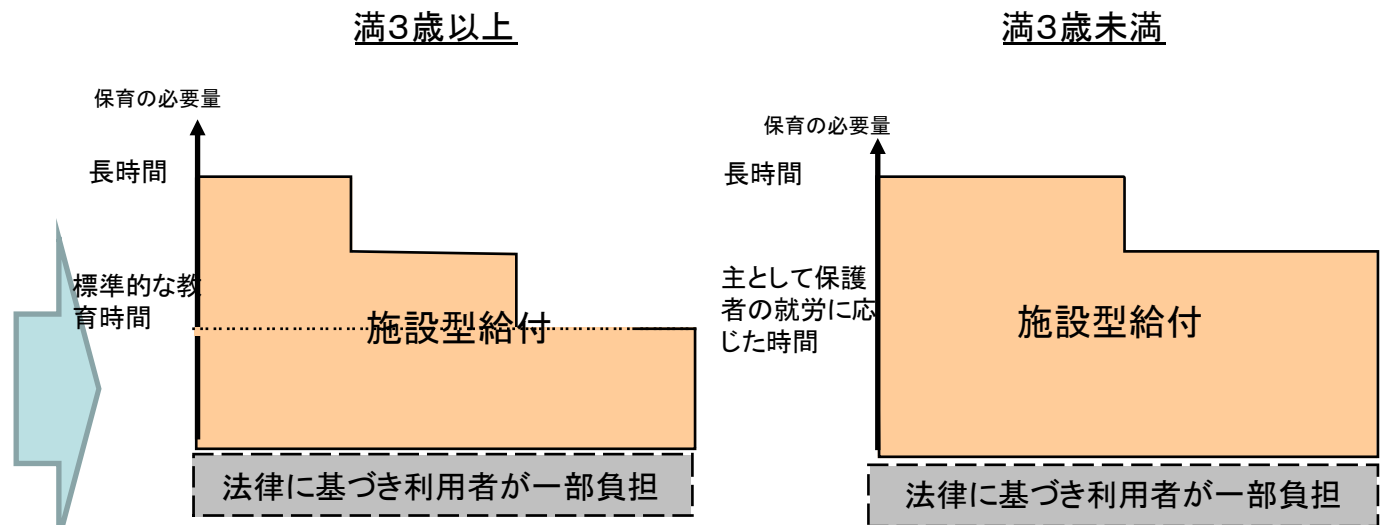 満3歳以上
保育の必要量
長時間
標準的な教
育時間
施設型給付
法律に基づき利用者が一部負担
満3歳未満
保育の必要量
長時間
主として保護
者の就労に応
じた時間
施設型給付
法律に基づき利用者が一部負担